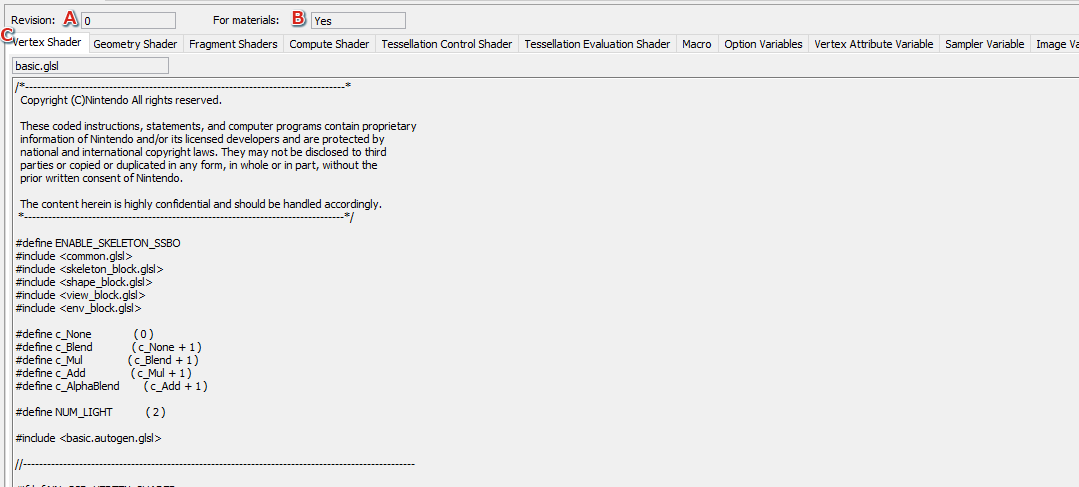 Revision: A 0 For materials: B Yes
C Vertex Shader Geometry Shader Fragment Shaders Compute Shader Tessellation Control Shader Tessellation Evaluation Shader Macro Option Variables Vertex Attribute Variable Sampler Variable Image Va
basic.glsl
/*--------------------------------------------------------------------------------*
Copyright (C)Nintendo All rights reserved.
These coded instructions, statements, and computer programs contain proprietary
information of Nintendo and/or its licensed developers and are protected by
national and international copyright laws. They may not be disclosed to third
parties or copied or duplicated in any form, in whole or in part, without the
prior written consent of Nintendo.
The content herein is highly confidential and should be handled accordingly.
*--------------------------------------------------------------------------------*/
#define ENABLE_SKELETON_SSBO
#include <common.glsl>
#include <skeleton_block.glsl>
#include <shape_block.glsl>
#include <view_block.glsl>
#include <env_block.glsl>
#define c_None ( 0 )
#define c_Blend ( c_None + 1 )
#define c_Mul ( c_Blend + 1 )
#define c_Add ( c_Mul + 1 )
#define c_AlphaBlend ( c_Add + 1 )
#define NUM_LIGHT ( 2 )
#include <basic.autogen.glsl>
//--------------------------------------------------------------------------------------------------